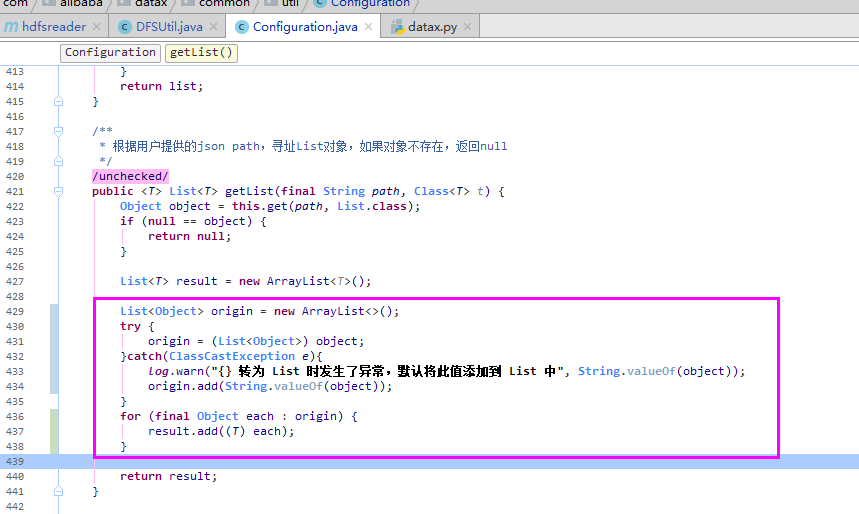 com alibaba datax common util Configuration
hdfsreader DFSUtil.java Configuration.java datax.py
Configuration getList()
413 }
414 return list;
415 }
416
417 /**
418 * 根据用户提供的json path，寻址List对象，如果对象不存在，返回null
419 */
420 /unchecked/
421 public <T> List<T> getList(final String path, Class<T> t) {
422 Object object = this.get(path, List.class);
423 if (null == object) {
424 return null;
425 }
426
427 List<T> result = new ArrayList<T>();
428
429 List<Object> origin = new ArrayList<>();
430 try {
431 origin = (List<Object>) object;
432 }catch(ClassCastException e){
433 log.warn("{} 转为 List 时发生了异常，默认将此值添加到 List 中", String.valueOf(object));
434 origin.add(String.valueOf(object));
435 }
436 for (final Object each : origin) {
437 result.add((T) each);
438 }
439
440 return result;
441 }
442